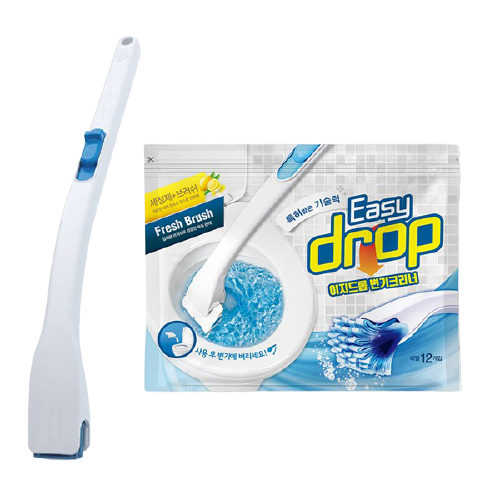 세정제+브러쉬
Fresh Brush
특허받은 기술력
Easy
drop
이지드롭 변기크리너
사용 후 변기에 버리세요!
리필 12개입